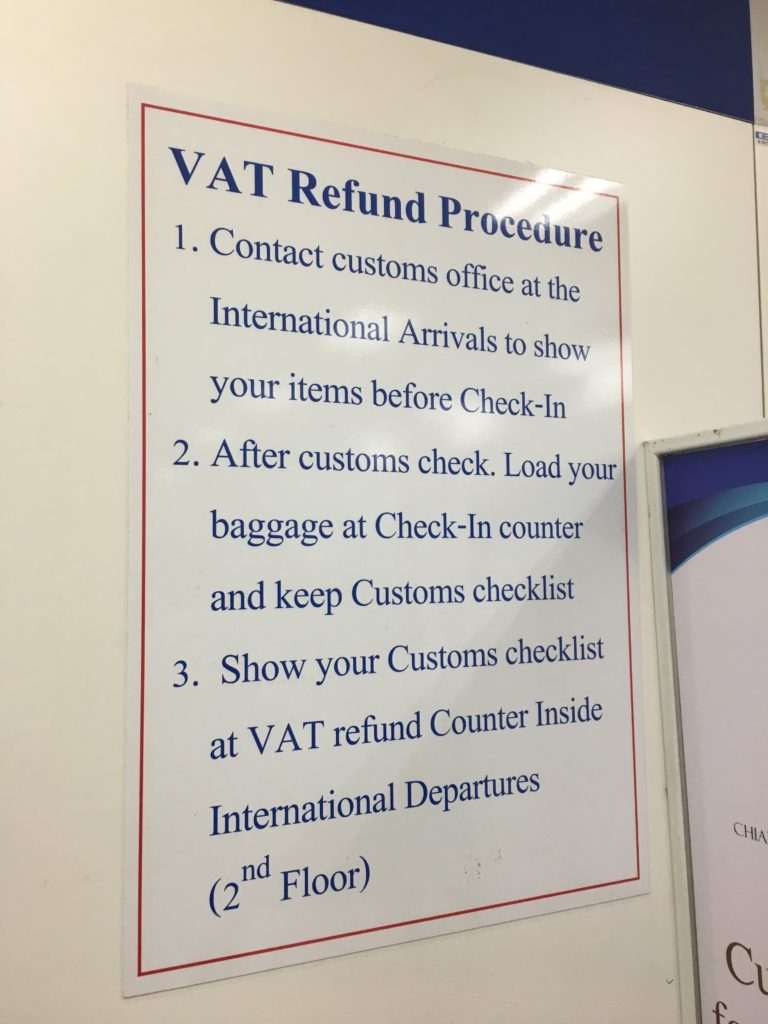 VAT Refund Procedure
1. Contact customs office at the
International Arrivals to show
your items before Check-In
2. After customs check. Load your
baggage at Check-In counter
and keep Customs checklist
3. Show your Customs checklist
at VAT refund Counter Inside
International Departures
(2nd Floor)